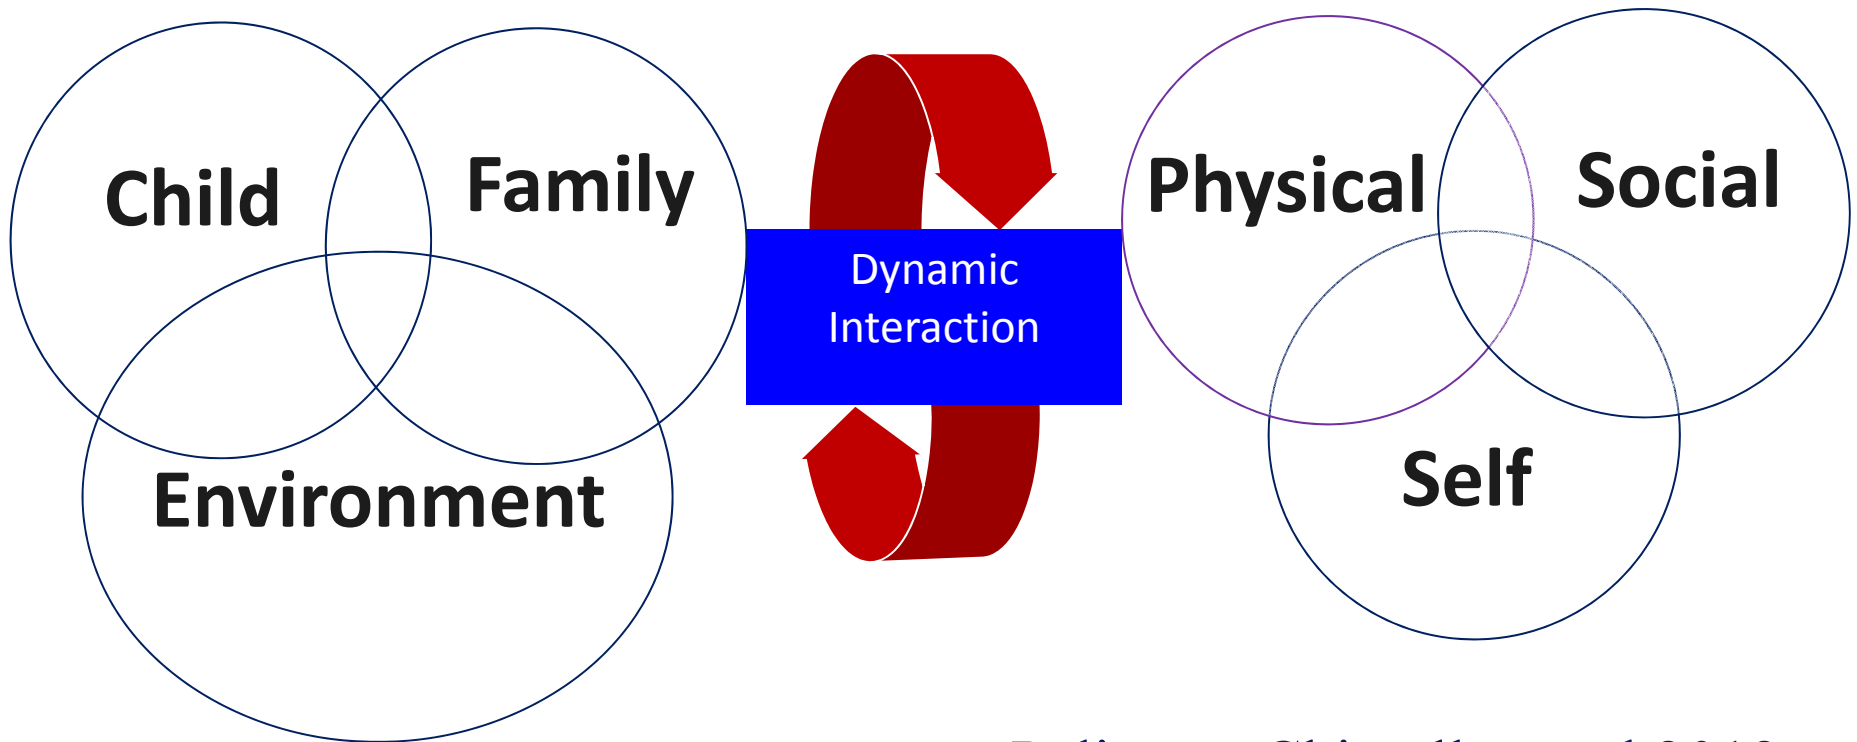 Child
Family
Environment
Dynamic
Interaction
Physical
Social
Self